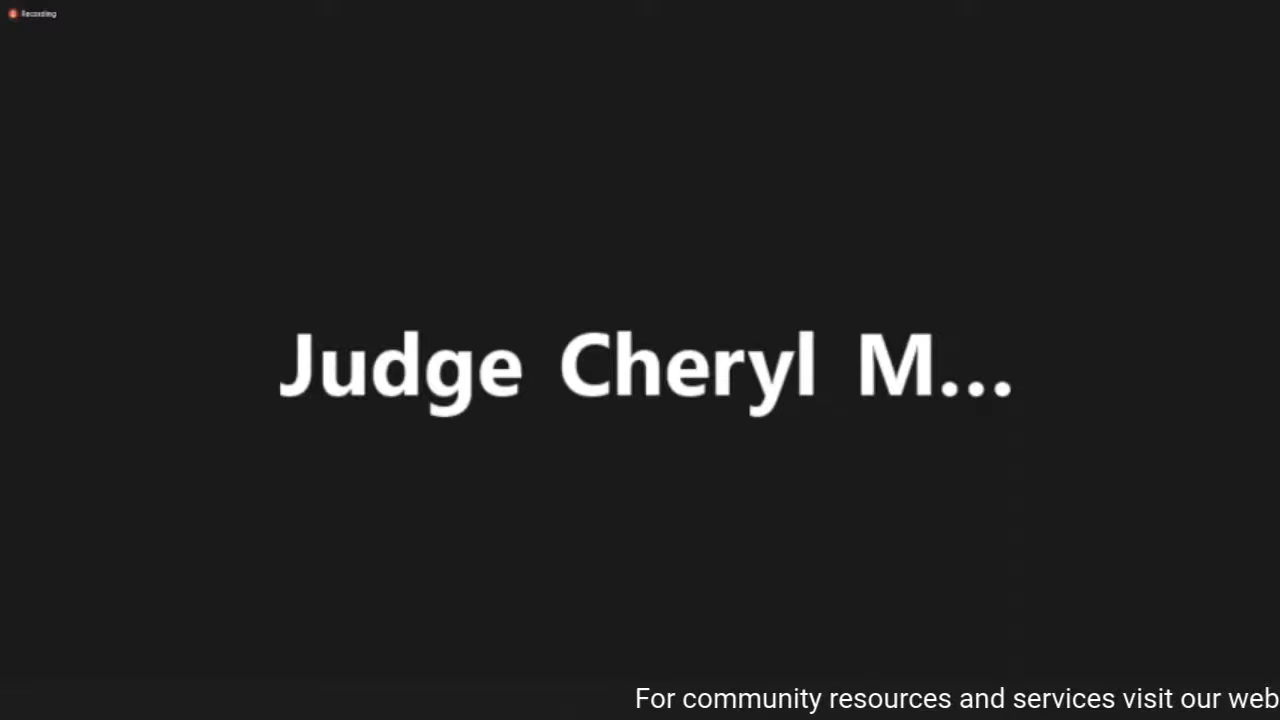 Recording
Judge Cheryl M...
For community resources and services visit our web